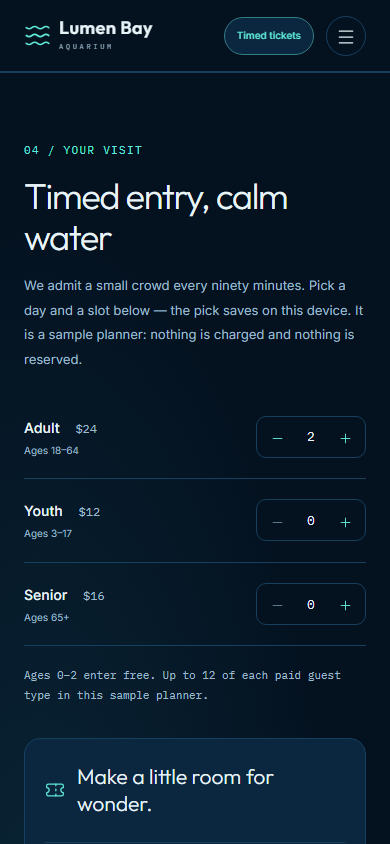 Lumen Bay
AQUARIUM
Timed tickets
04 / YOUR VISIT
Timed entry, calm
water
We admit a small crowd every ninety minutes. Pick a
day and a slot below — the pick saves on this device. It
is a sample planner: nothing is charged and nothing is
reserved.
Adult $24
Ages 18–64
− 2 +
Youth $12
Ages 3–17
− 0 +
Senior $16
Ages 65+
− 0 +
Ages 0–2 enter free. Up to 12 of each paid guest
type in this sample planner.
Make a little room for
wonder.